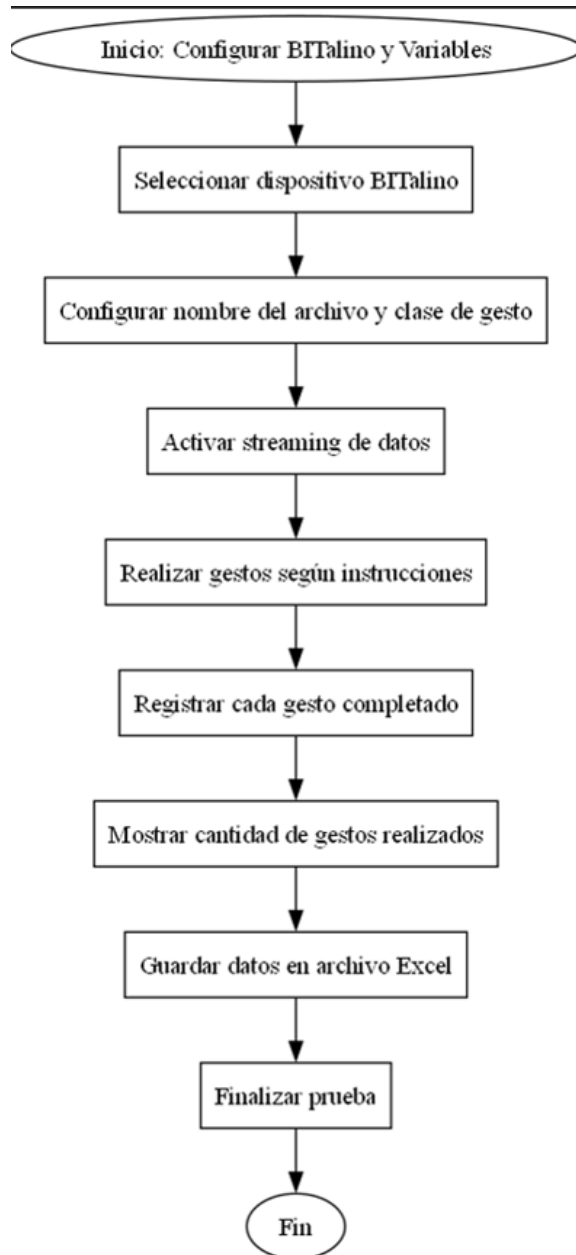 Inicio: Configurar BITalino y Variables
Seleccionar dispositivo BITalino
Configurar nombre del archivo y clase de gesto
Activar streaming de datos
Realizar gestos según instrucciones
Registrar cada gesto completado
Mostrar cantidad de gestos realizados
Guardar datos en archivo Excel
Finalizar prueba
Fin